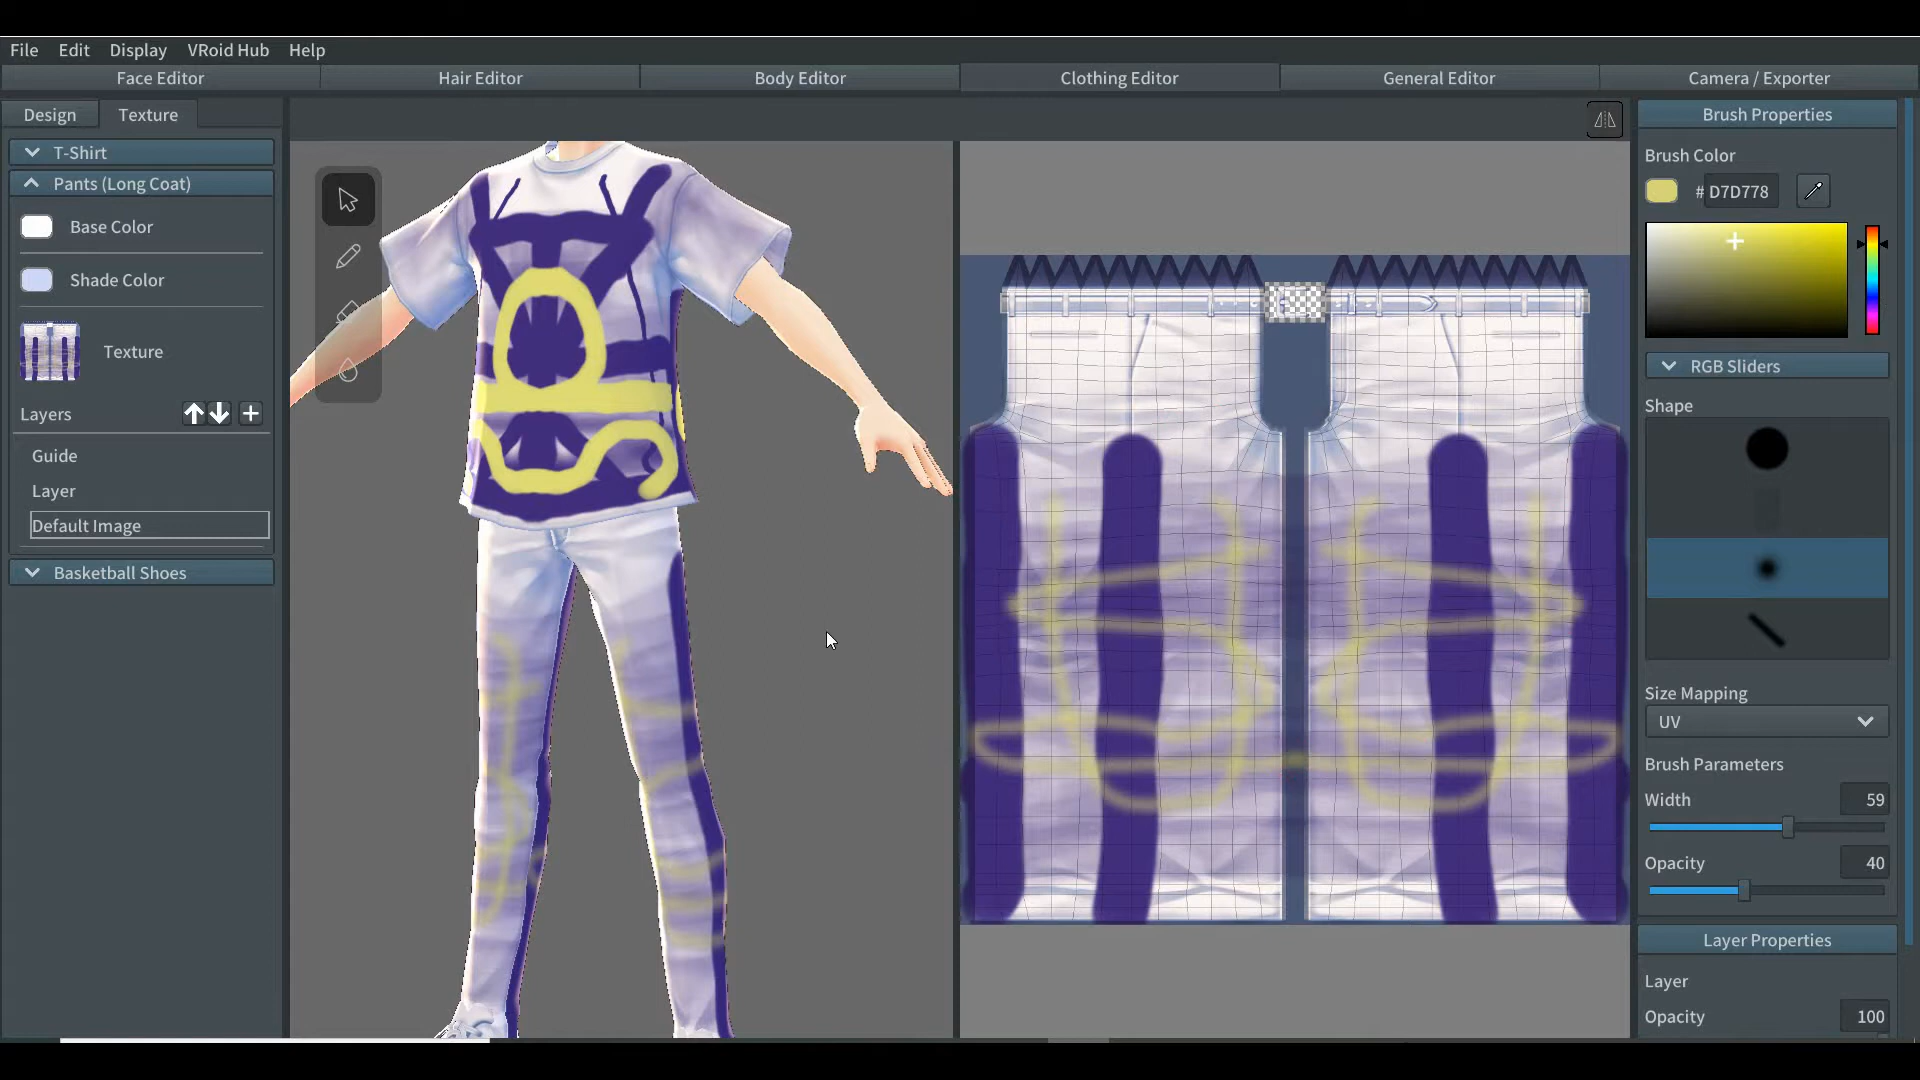 File Edit Display VRoid Hub Help
Face Editor Hair Editor Body Editor Clothing Editor General Editor Camera / Exporter
Design Texture
T-Shirt
Pants (Long Coat)
Base Color
Shade Color
Texture
Layers
Guide
Layer
Default Image
Basketball Shoes
Brush Properties
Brush Color
# D7D778
RGB Sliders
Shape
Size Mapping
UV
Brush Parameters
Width 59
Opacity 40
Layer Properties
Layer
Opacity 100